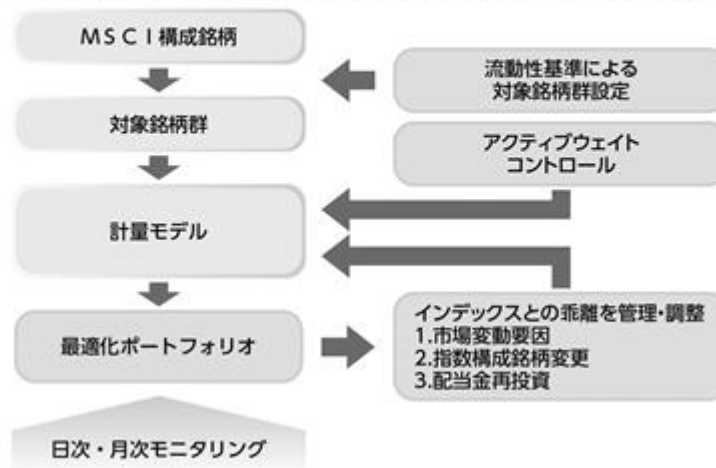 MSCI構成銘柄
流動性基準による
対象銘柄群設定
対象銘柄群
アクティブウェイト
コントロール
計量モデル
最適化ポートフォリオ
インデックスとの乖離を管理・調整
1.市場変動要因
2.指数構成銘柄変更
3.配当金再投資
日次・月次モニタリング